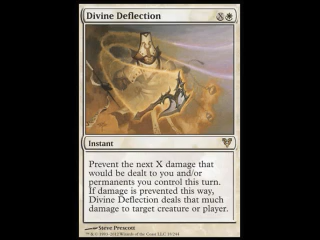 Divine Deflection X
Instant
Prevent the next X damage that
would be dealt to you and/or
permanents you control this turn.
If damage is prevented this way,
Divine Deflection deals that much
damage to target creature or player.
Steve Prescott